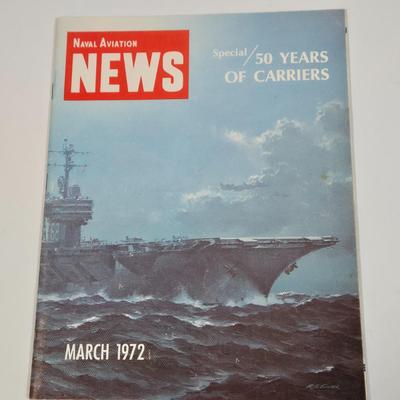 NAVAL AVIATION
NEWS
Special / 50 YEARS
OF CARRIERS
MARCH 1972